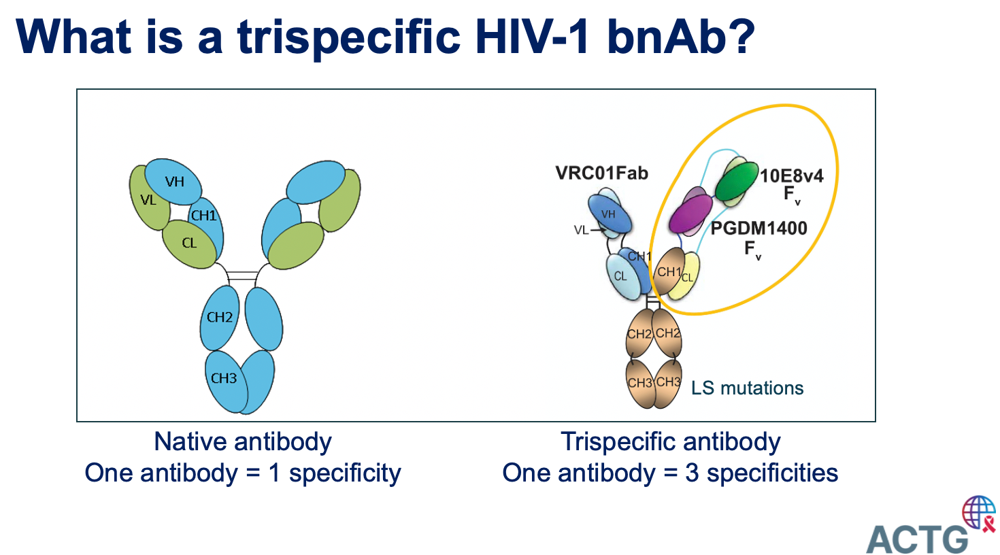 What is a trispecific HIV-1 bnAb?
VH
VL
CH1
CL
CH2
CH3
VRC01Fab
VH
VL
CH1
CL
10E8v4
Fv
PGDM1400
Fv
CH1
CL
CH2
CH2
CH3
CH3
LS mutations
Native antibody
One antibody = 1 specificity
Trispecific antibody
One antibody = 3 specificities
ACTG